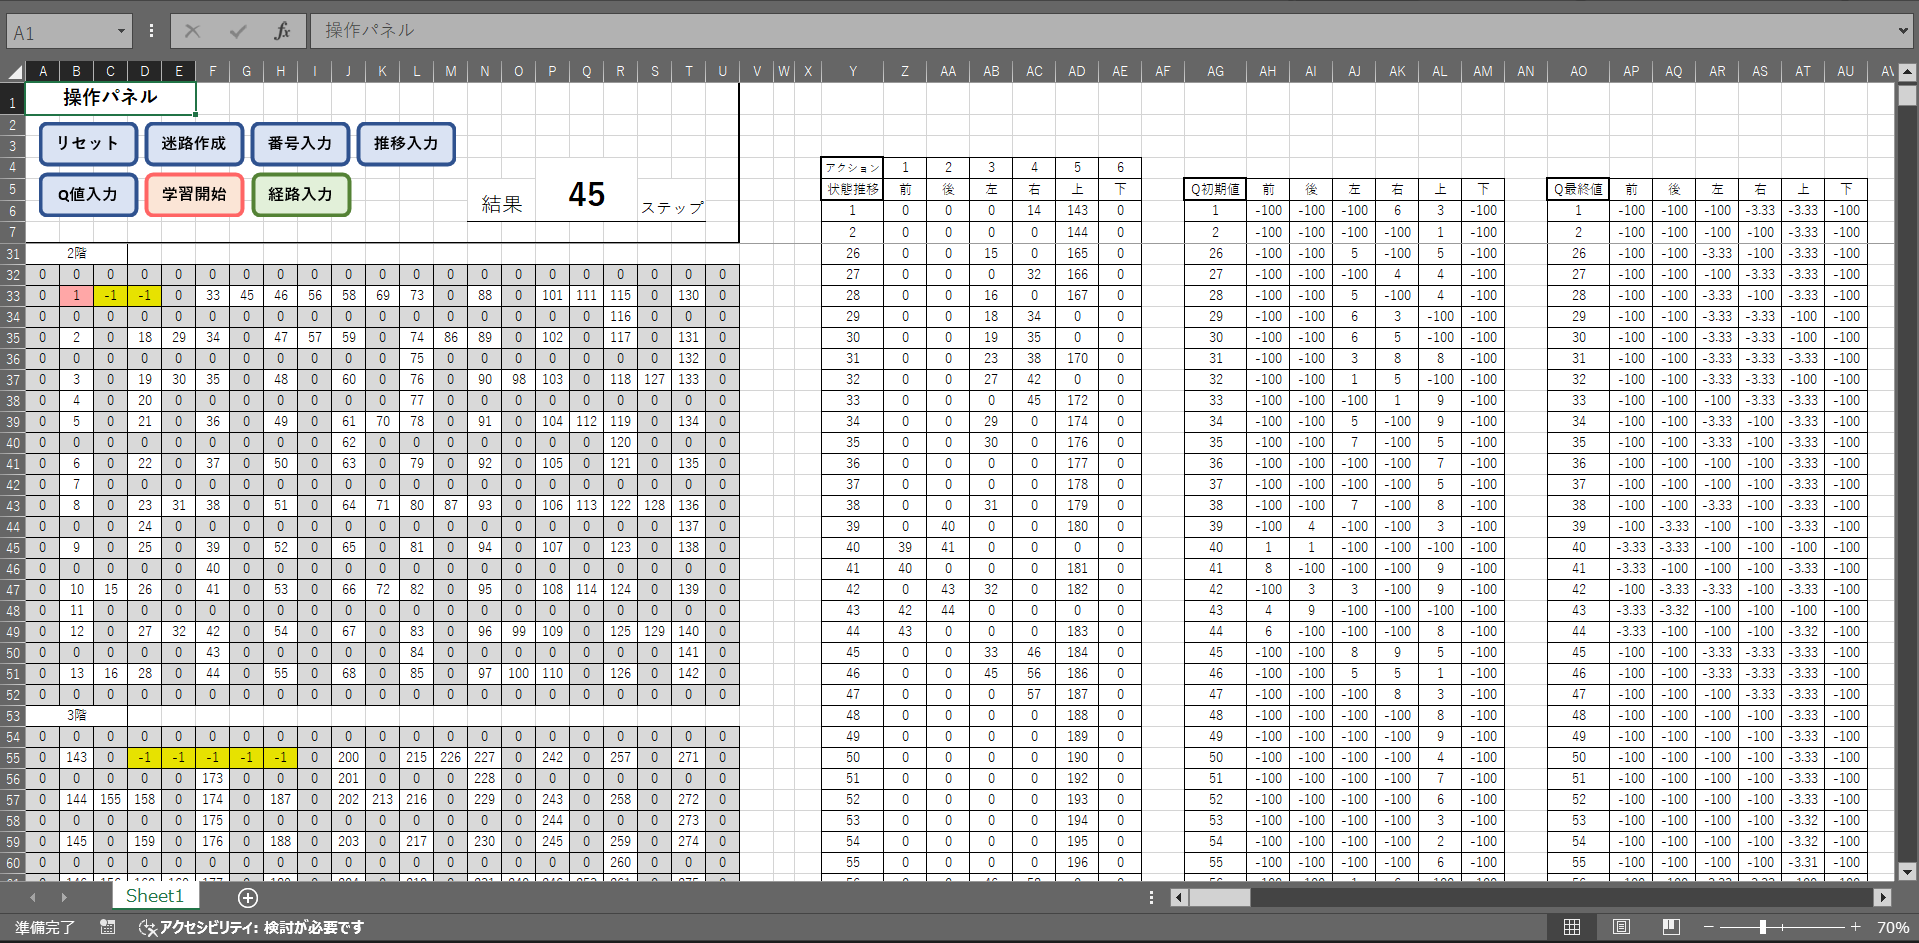 A1 fx 操作パネル
A B C D E F G H I J K L M N O P Q R S T U V W X Y Z AA AB AC AD AE AF AG AH AI AJ AK AL AM AN AO AP AQ AR AS AT AU AV
1 操作パネル
2
3 リセット 迷路作成 番号入力 推移入力
4 アクション 1 2 3 4 5 6
5 Q値入力 学習開始 経路入力 結果 45 ステップ 状態推移 前 後 左 右 上 下 Q初期値 前 後 左 右 上 下 Q最終値 前 後 左 右 上 下
6 1 0 0 0 14 143 0 1 -100 -100 -100 6 3 -100 1 -100 -100 -100 -3.33 -3.33 -100
7 2 0 0 0 0 144 0 2 -100 -100 -100 -100 1 -100 2 -100 -100 -100 -100 -3.33 -100
31 2階 26 0 0 15 0 165 0 26 -100 -100 5 -100 5 -100 26 -100 -100 -3.33 -100 -3.33 -100
32 0 0 0 0 0 0 0 0 0 0 0 0 0 0 0 0 0 0 0 0 0 27 0 0 0 32 166 0 27 -100 -100 -100 4 4 -100 27 -100 -100 -100 -3.33 -3.33 -100
33 0 1 -1 -1 0 33 45 46 56 58 69 73 0 88 0 101 111 115 0 130 0 28 0 0 16 0 167 0 28 -100 -100 5 -100 4 -100 28 -100 -100 -3.33 -100 -3.33 -100
34 0 0 0 0 0 0 0 0 0 0 0 0 0 0 0 0 0 116 0 0 0 29 0 0 18 34 0 0 29 -100 -100 6 3 -100 -100 29 -100 -100 -3.33 -3.33 -100 -100
35 0 2 0 18 29 34 0 47 57 59 0 74 86 89 0 102 0 117 0 131 0 30 0 0 19 35 0 0 30 -100 -100 6 5 -100 -100 30 -100 -100 -3.33 -3.33 -100 -100
36 0 0 0 0 0 0 0 0 0 0 0 75 0 0 0 0 0 0 0 132 0 31 0 0 23 38 170 0 31 -100 -100 3 8 8 -100 31 -100 -100 -3.33 -3.33 -3.33 -100
37 0 3 0 19 30 35 0 48 0 60 0 76 0 90 98 103 0 118 127 133 0 32 0 0 27 42 0 0 32 -100 -100 1 5 -100 -100 32 -100 -100 -3.33 -3.33 -100 -100
38 0 4 0 20 0 0 0 0 0 0 0 77 0 0 0 0 0 0 0 0 0 33 0 0 0 45 172 0 33 -100 -100 -100 1 9 -100 33 -100 -100 -100 -3.33 -3.33 -100
39 0 5 0 21 0 36 0 49 0 61 70 78 0 91 0 104 112 119 0 134 0 34 0 0 29 0 174 0 34 -100 -100 5 -100 9 -100 34 -100 -100 -3.33 -100 -3.33 -100
40 0 0 0 0 0 0 0 0 0 62 0 0 0 0 0 0 0 120 0 0 0 35 0 0 30 0 176 0 35 -100 -100 7 -100 5 -100 35 -100 -100 -3.33 -100 -3.33 -100
41 0 6 0 22 0 37 0 50 0 63 0 79 0 92 0 105 0 121 0 135 0 36 0 0 0 0 177 0 36 -100 -100 -100 -100 7 -100 36 -100 -100 -100 -100 -3.33 -100
42 0 7 0 0 0 0 0 0 0 0 0 0 0 0 0 0 0 0 0 0 0 37 0 0 0 0 178 0 37 -100 -100 -100 -100 5 -100 37 -100 -100 -100 -100 -3.33 -100
43 0 8 0 23 31 38 0 51 0 64 71 80 87 93 0 106 113 122 128 136 0 38 0 0 31 0 179 0 38 -100 -100 7 -100 8 -100 38 -100 -100 -3.33 -100 -3.33 -100
44 0 0 0 24 0 0 0 0 0 0 0 0 0 0 0 0 0 0 0 137 0 39 0 40 0 0 180 0 39 -100 4 -100 -100 3 -100 39 -100 -3.33 -100 -100 -3.33 -100
45 0 9 0 25 0 39 0 52 0 65 0 81 0 94 0 107 0 123 0 138 0 40 39 41 0 0 0 0 40 1 1 -100 -100 -100 -100 40 -3.33 -3.33 -100 -100 -100 -100
46 0 0 0 0 0 40 0 0 0 0 0 0 0 0 0 0 0 0 0 0 0 41 40 0 0 0 181 0 41 8 -100 -100 -100 9 -100 41 -3.33 -100 -100 -100 -3.33 -100
47 0 10 15 26 0 41 0 53 0 66 72 82 0 95 0 108 114 124 0 139 0 42 0 43 32 0 182 0 42 -100 3 3 -100 9 -100 42 -100 -3.33 -3.33 -100 -3.33 -100
48 0 11 0 0 0 0 0 0 0 0 0 0 0 0 0 0 0 0 0 0 0 43 42 44 0 0 0 0 43 4 9 -100 -100 -100 -100 43 -3.33 -3.32 -100 -100 -100 -100
49 0 12 0 27 32 42 0 54 0 67 0 83 0 96 99 109 0 125 129 140 0 44 43 0 0 0 183 0 44 6 -100 -100 -100 8 -100 44 -3.33 -100 -100 -100 -3.32 -100
50 0 0 0 0 0 43 0 0 0 0 0 84 0 0 0 0 0 0 0 141 0 45 0 0 33 46 184 0 45 -100 -100 8 9 5 -100 45 -100 -100 -3.33 -3.33 -3.33 -100
51 0 13 16 28 0 44 0 55 0 68 0 85 0 97 100 110 0 126 0 142 0 46 0 0 45 56 186 0 46 -100 -100 5 5 1 -100 46 -100 -100 -3.33 -3.33 -3.33 -100
52 0 0 0 0 0 0 0 0 0 0 0 0 0 0 0 0 0 0 0 0 0 47 0 0 0 57 187 0 47 -100 -100 -100 8 3 -100 47 -100 -100 -100 -3.33 -3.33 -100
53 3階 48 0 0 0 0 188 0 48 -100 -100 -100 -100 8 -100 48 -100 -100 -100 -100 -3.33 -100
54 0 0 0 0 0 0 0 0 0 0 0 0 0 0 0 0 0 0 0 0 0 49 0 0 0 0 189 0 49 -100 -100 -100 -100 9 -100 49 -100 -100 -100 -100 -3.33 -100
55 0 143 0 -1 -1 -1 -1 -1 0 200 0 215 226 227 0 242 0 257 0 271 0 50 0 0 0 0 190 0 50 -100 -100 -100 -100 4 -100 50 -100 -100 -100 -100 -3.33 -100
56 0 0 0 0 0 173 0 0 0 201 0 0 0 228 0 0 0 0 0 0 0 51 0 0 0 0 192 0 51 -100 -100 -100 -100 7 -100 51 -100 -100 -100 -100 -3.33 -100
57 0 144 155 158 0 174 0 187 0 202 213 216 0 229 0 243 0 258 0 272 0 52 0 0 0 0 193 0 52 -100 -100 -100 -100 6 -100 52 -100 -100 -100 -100 -3.33 -100
58 0 0 0 0 0 175 0 0 0 0 0 0 0 0 0 244 0 0 0 273 0 53 0 0 0 0 194 0 53 -100 -100 -100 -100 3 -100 53 -100 -100 -100 -100 -3.32 -100
59 0 145 0 159 0 176 0 188 0 203 0 217 0 230 0 245 0 259 0 274 0 54 0 0 0 0 195 0 54 -100 -100 -100 -100 2 -100 54 -100 -100 -100 -100 -3.32 -100
60 0 0 0 0 0 0 0 0 0 0 0 0 0 0 0 0 0 260 0 0 0 55 0 0 0 0 196 0 55 -100 -100 -100 -100 6 -100 55 -100 -100 -100 -100 -3.31 -100
Sheet1
準備完了 アクセシビリティ: 検討が必要です 70%